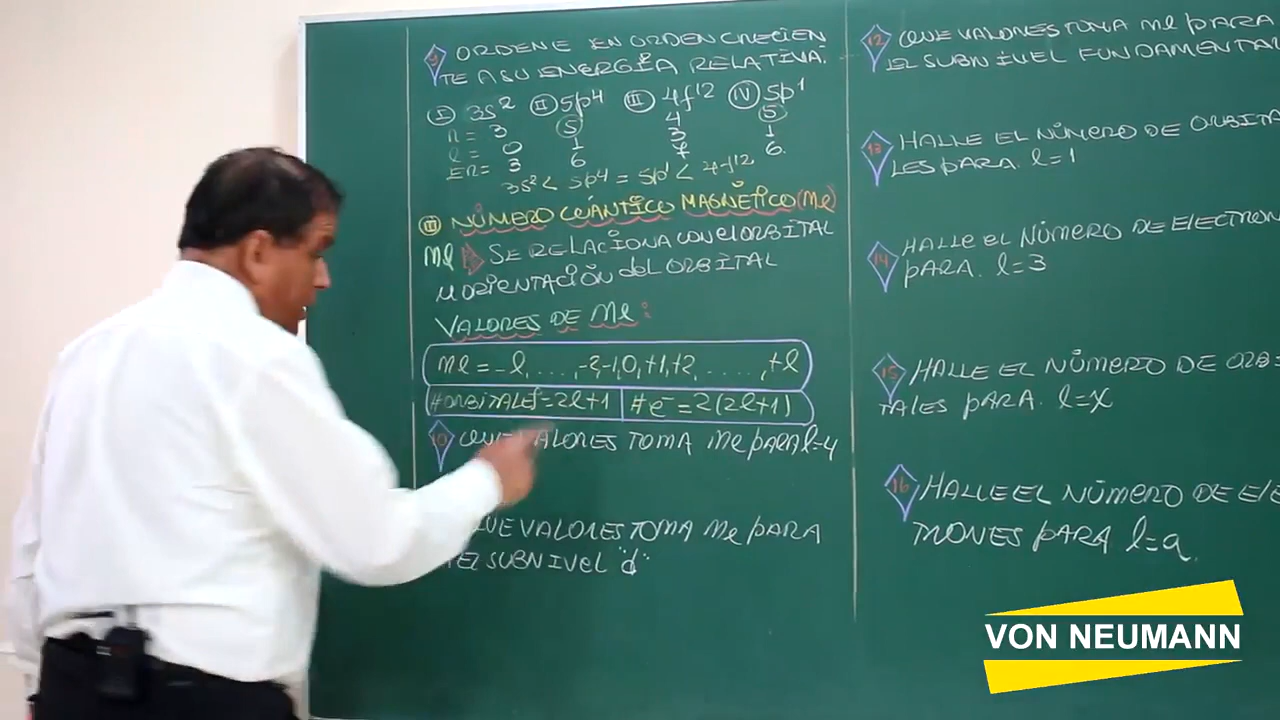 9 ORDENE EN ORDEN CRECIEN
TE A SU ENERGÍA RELATIVA.
I 3s² II 5p⁴ III 4f¹² IV 5p¹
n = 3 5 4 5
l = 0 1 3 1
En = 3 6 7 6.
3s² < 5p⁴ = 5p¹ < 4f¹²
III NÚMERO CUÁNTICO MAGNÉTICO (Ml)
Ml SE RELACIONA CON el ORBITAL
u ORIENTACIÓN del ORBITAL
VALORES DE Ml:
Ml = -l, ...., -2,-1,0,+1,+2, ......, +l
#ORBITALES = 2l+1 #e⁻ = 2(2l+1)
10 QUE VALORES TOMA ml PARA l=4
QUE VALORES TOMA Ml PARA
EL SUBNIVEL "d"
12 QUE VALORES TOMA Ml PARA
EL SUBNIVEL FUNDAMENTAL
13 HALLE EL NÚMERO DE ORBITA
LES PARA. l=1
14 HALLE el NÚMERO DE ELECTRON
PARA. l=3
15 HALLE EL NÚMERO DE ORBI
TALES PARA. l=x
16 HALLE EL NÚMERO DE ElE
TRONES PARA l=a.
VON NEUMANN